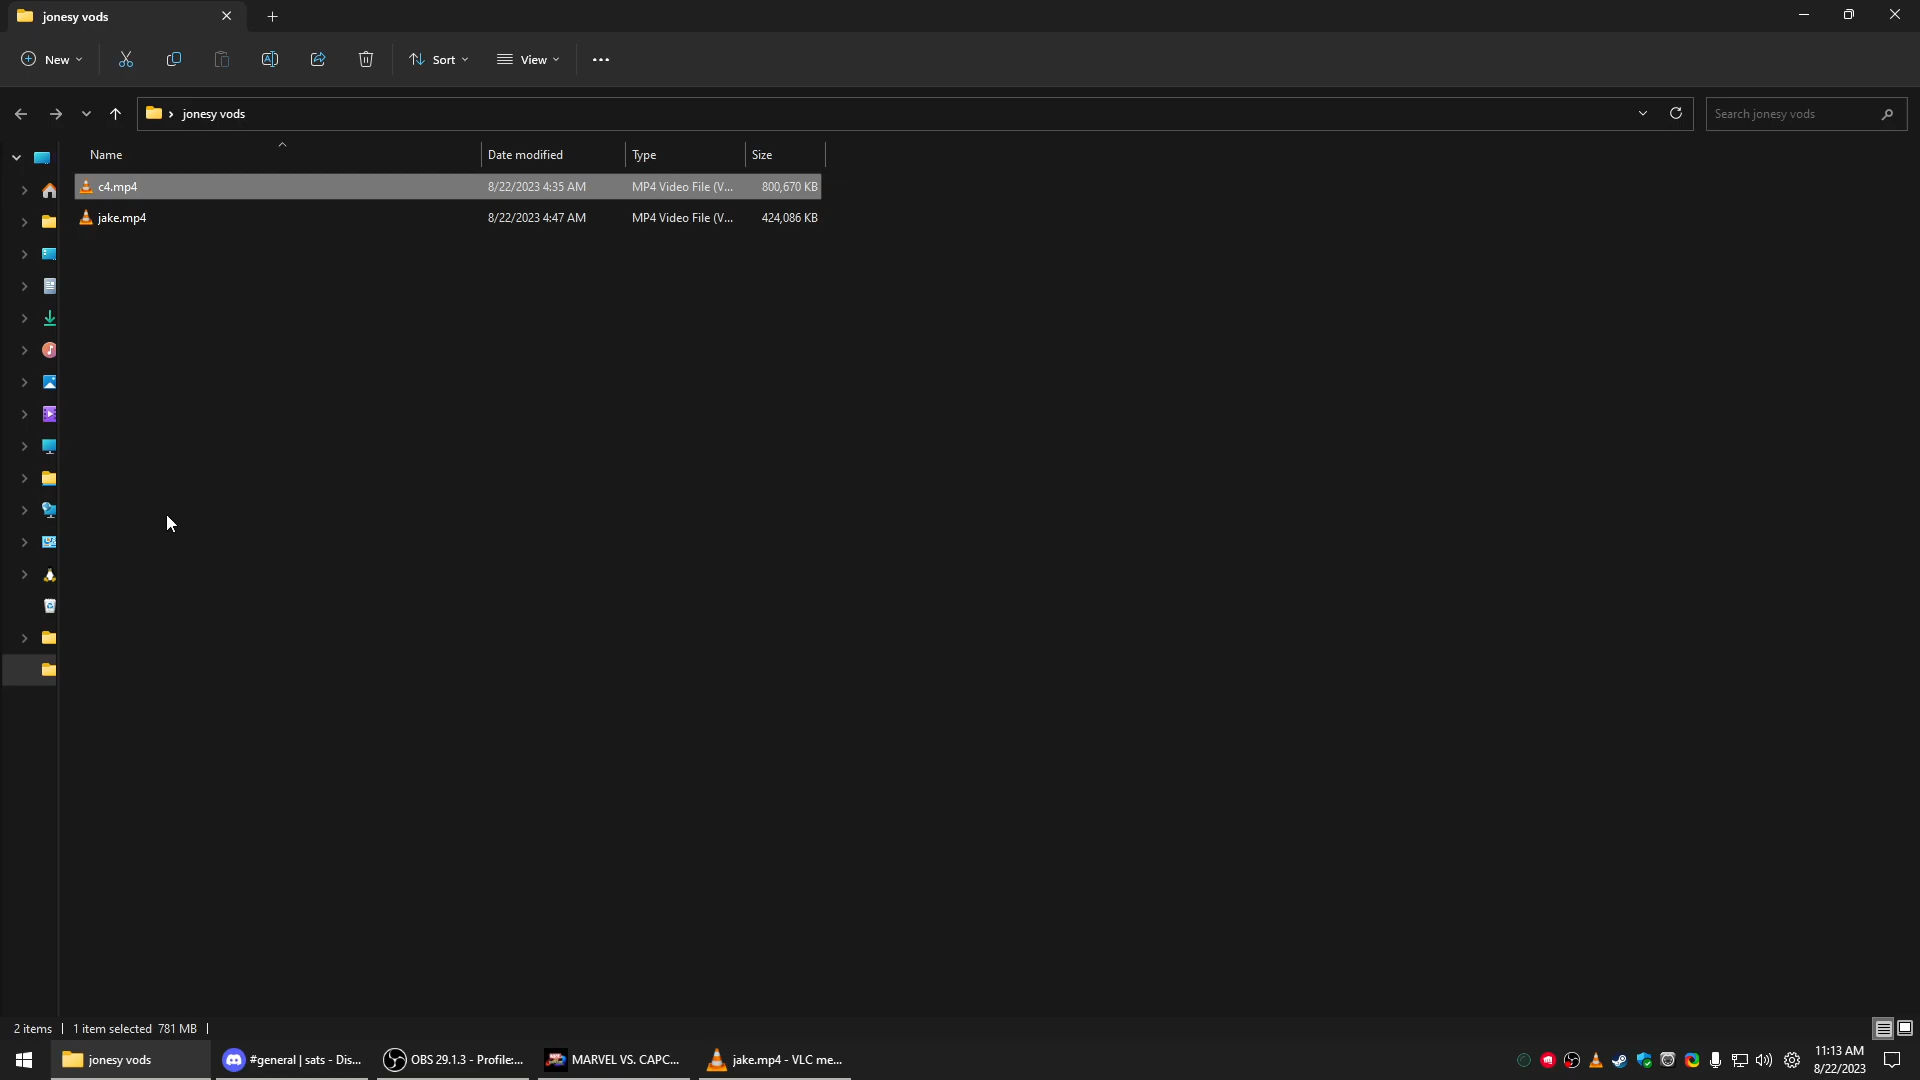 jonesy vods
New
Sort
View
jonesy vods
Search jonesy vods
Name
Date modified
Type
Size
c4.mp4
8/22/2023 4:35 AM
MP4 Video File (V...
800,670 KB
jake.mp4
8/22/2023 4:47 AM
MP4 Video File (V...
424,086 KB
2 items
1 item selected 781 MB
jonesy vods
#general | sats - Dis...
OBS 29.1.3 - Profile:...
MARVEL VS. CAPC...
jake.mp4 - VLC me...
11:13 AM
8/22/2023